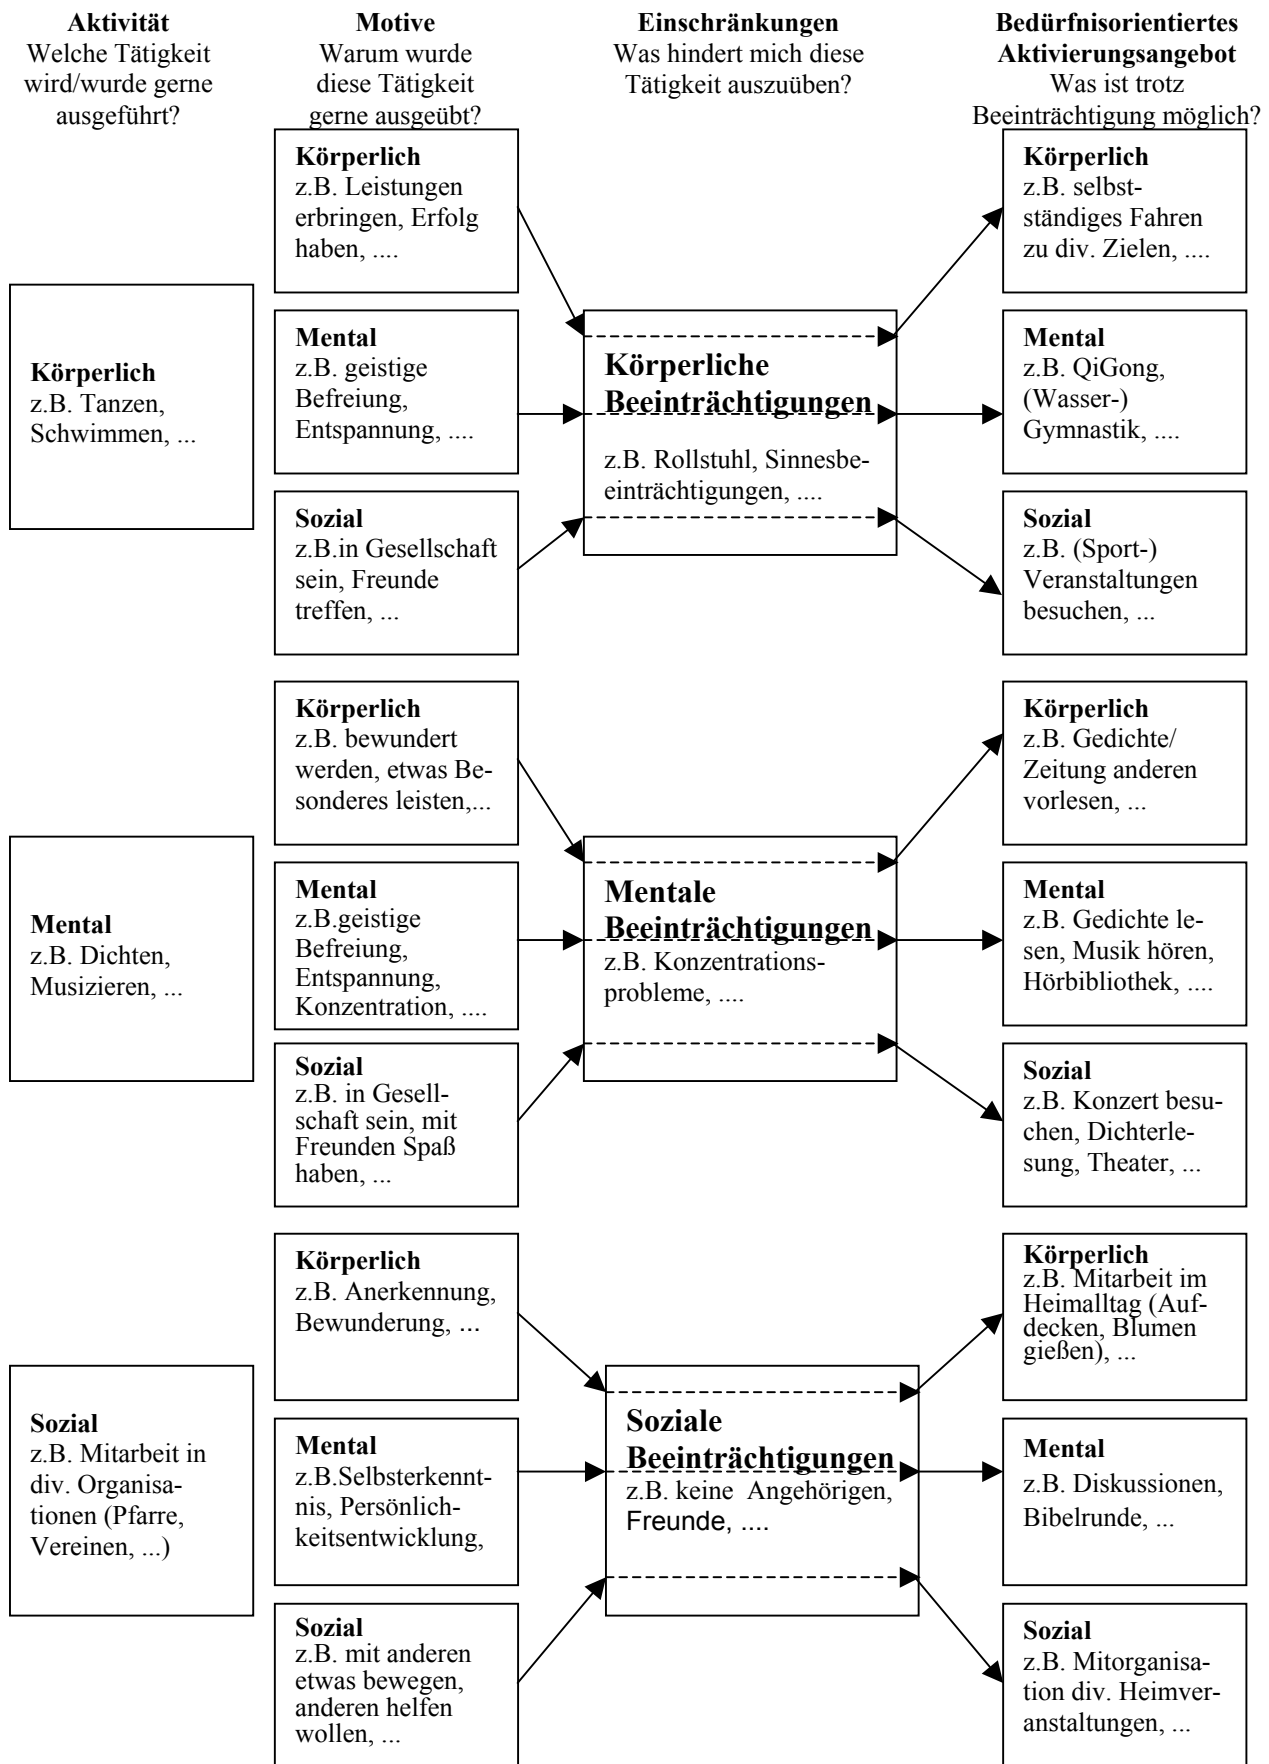 Aktivität
Welche Tätigkeit
wird/wurde gerne
ausgeführt?
Motive
Warum wurde
diese Tätigkeit
gerne ausgeübt?
Einschränkungen
Was hindert mich diese
Tätigkeit auszuüben?
Bedürfnisorientiertes
Aktivierungsangebot
Was ist trotz
Beeinträchtigung möglich?
Körperlich
z.B. Tanzen,
Schwimmen, ...
Körperlich
z.B. Leistungen
erbringen, Erfolg
haben, ....
Mental
z.B. geistige
Befreiung,
Entspannung, ....
Sozial
z.B.in Gesellschaft
sein, Freunde
treffen, ...
Körperliche
Beeinträchtigungen
z.B. Rollstuhl, Sinnesbe-
einträchtigungen, ....
Körperlich
z.B. selbst-
ständiges Fahren
zu div. Zielen, ....
Mental
z.B. QiGong,
(Wasser-)
Gymnastik, ....
Sozial
z.B. (Sport-)
Veranstaltungen
besuchen, ...
Mental
z.B. Dichten,
Musizieren, ...
Körperlich
z.B. bewundert
werden, etwas Be-
sonderes leisten,...
Mental
z.B.geistige
Befreiung,
Entspannung,
Konzentration, ....
Sozial
z.B. in Gesell-
schaft sein, mit
Freunden Spaß
haben, ...
Mentale
Beeinträchtigungen
z.B. Konzentrations-
probleme, ....
Körperlich
z.B. Gedichte/
Zeitung anderen
vorlesen, ...
Mental
z.B. Gedichte le-
sen, Musik hören,
Hörbibliothek, ....
Sozial
z.B. Konzert besu-
chen, Dichterle-
sung, Theater, ...
Sozial
z.B. Mitarbeit in
div. Organisa-
tionen (Pfarre,
Vereinen, ...)
Körperlich
z.B. Anerkennung,
Bewunderung, ...
Mental
z.B.Selbsterkennt-
nis, Persönlich-
keitsentwicklung,
Sozial
z.B. mit anderen
etwas bewegen,
anderen helfen
wollen, ...
Soziale
Beeinträchtigungen
z.B. keine Angehörigen,
Freunde, ....
Körperlich
z.B. Mitarbeit im
Heimalltag (Auf-
decken, Blumen
gießen), ...
Mental
z.B. Diskussionen,
Bibelrunde, ...
Sozial
z.B. Mitorganisa-
tion div. Heimver-
anstaltungen, ...